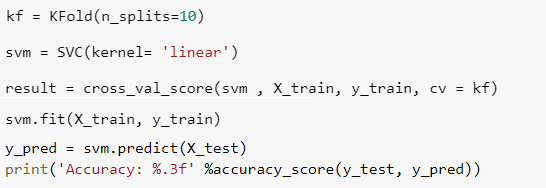 kf = KFold(n_splits=10)
svm = SVC(kernel= 'linear')
result = cross_val_score(svm , X_train, y_train, cv = kf)
svm.fit(X_train, y_train)
y_pred = svm.predict(X_test)
print('Accuracy: %.3f' %accuracy_score(y_test, y_pred))